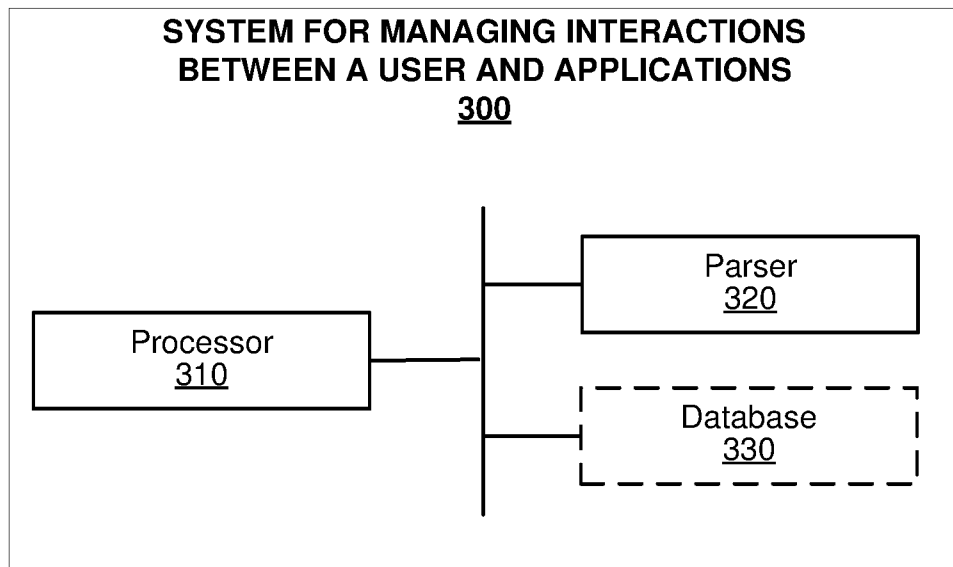 SYSTEM FOR MANAGING INTERACTIONS
BETWEEN A USER AND APPLICATIONS
300
Parser
320
Processor
310
Database
330